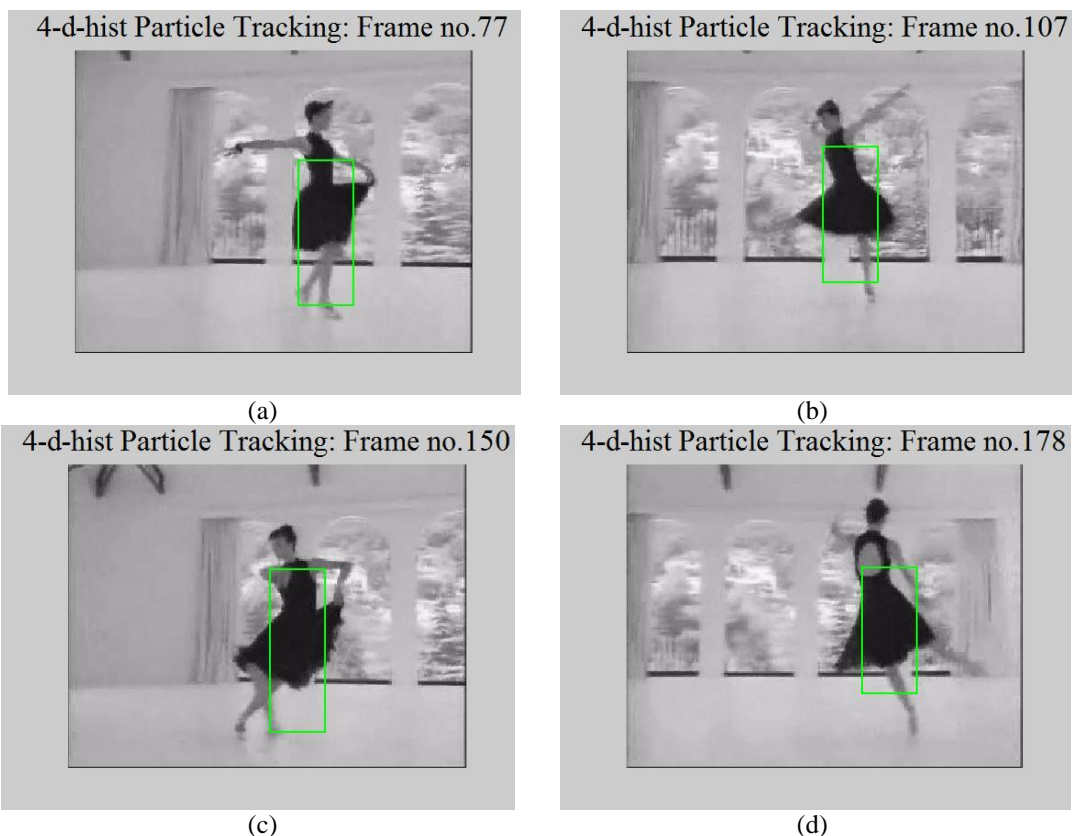 4-d-hist Particle Tracking: Frame no.77
4-d-hist Particle Tracking: Frame no.107
(a)
(b)
4-d-hist Particle Tracking: Frame no.150
4-d-hist Particle Tracking: Frame no.178
(c)
(d)